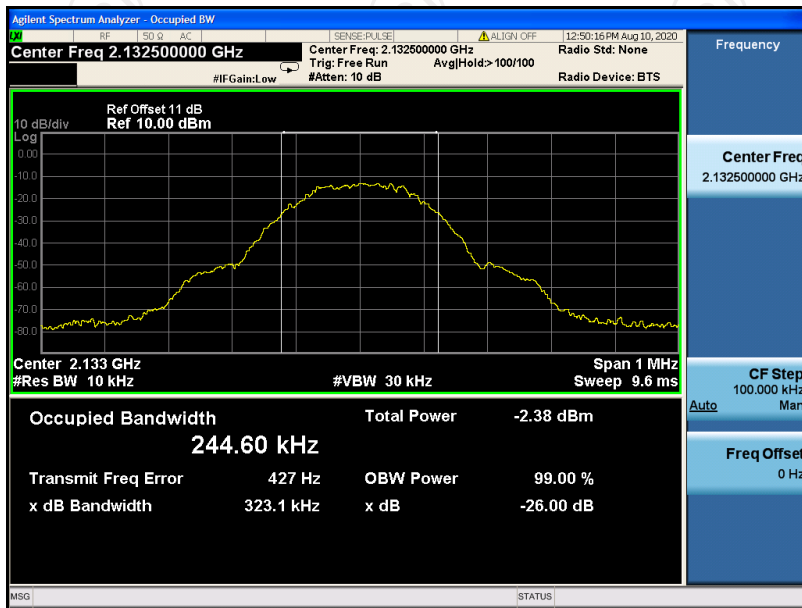 Agilent Spectrum Analyzer - Occupied BW
LXI RF 50 Ω AC SENSE:PULSE ALIGN OFF 12:50:16 PM Aug 10, 2020
Center Freq 2.132500000 GHz
Center Freq: 2.132500000 GHz
Radio Std: None
Trig: Free Run Avg|Hold:> 100/100
#IFGain:Low
#Atten: 10 dB
Radio Device: BTS
Ref Offset 11 dB
10 dB/div Ref 10.00 dBm
Log
0.00
-10.0
-20.0
-30.0
-40.0
-50.0
-60.0
-70.0
-80.0
Center 2.133 GHz Span 1 MHz
#Res BW 10 kHz #VBW 30 kHz Sweep 9.6 ms
Occupied Bandwidth Total Power -2.38 dBm
244.60 kHz
Transmit Freq Error 427 Hz OBW Power 99.00 %
x dB Bandwidth 323.1 kHz x dB -26.00 dB
MSG STATUS
Frequency
Center Freq
2.132500000 GHz
CF Step
100.000 kHz
Auto Man
Freq Offset
0 Hz